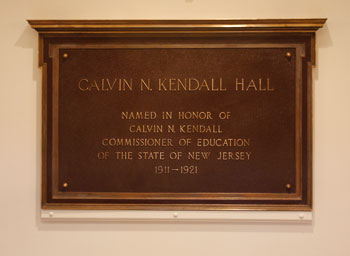 CALVIN N. KENDALL HALL
NAMED IN HONOR OF
CALVIN N. KENDALL
COMMISSIONER OF EDUCATION
OF THE STATE OF NEW JERSEY
1911-1921